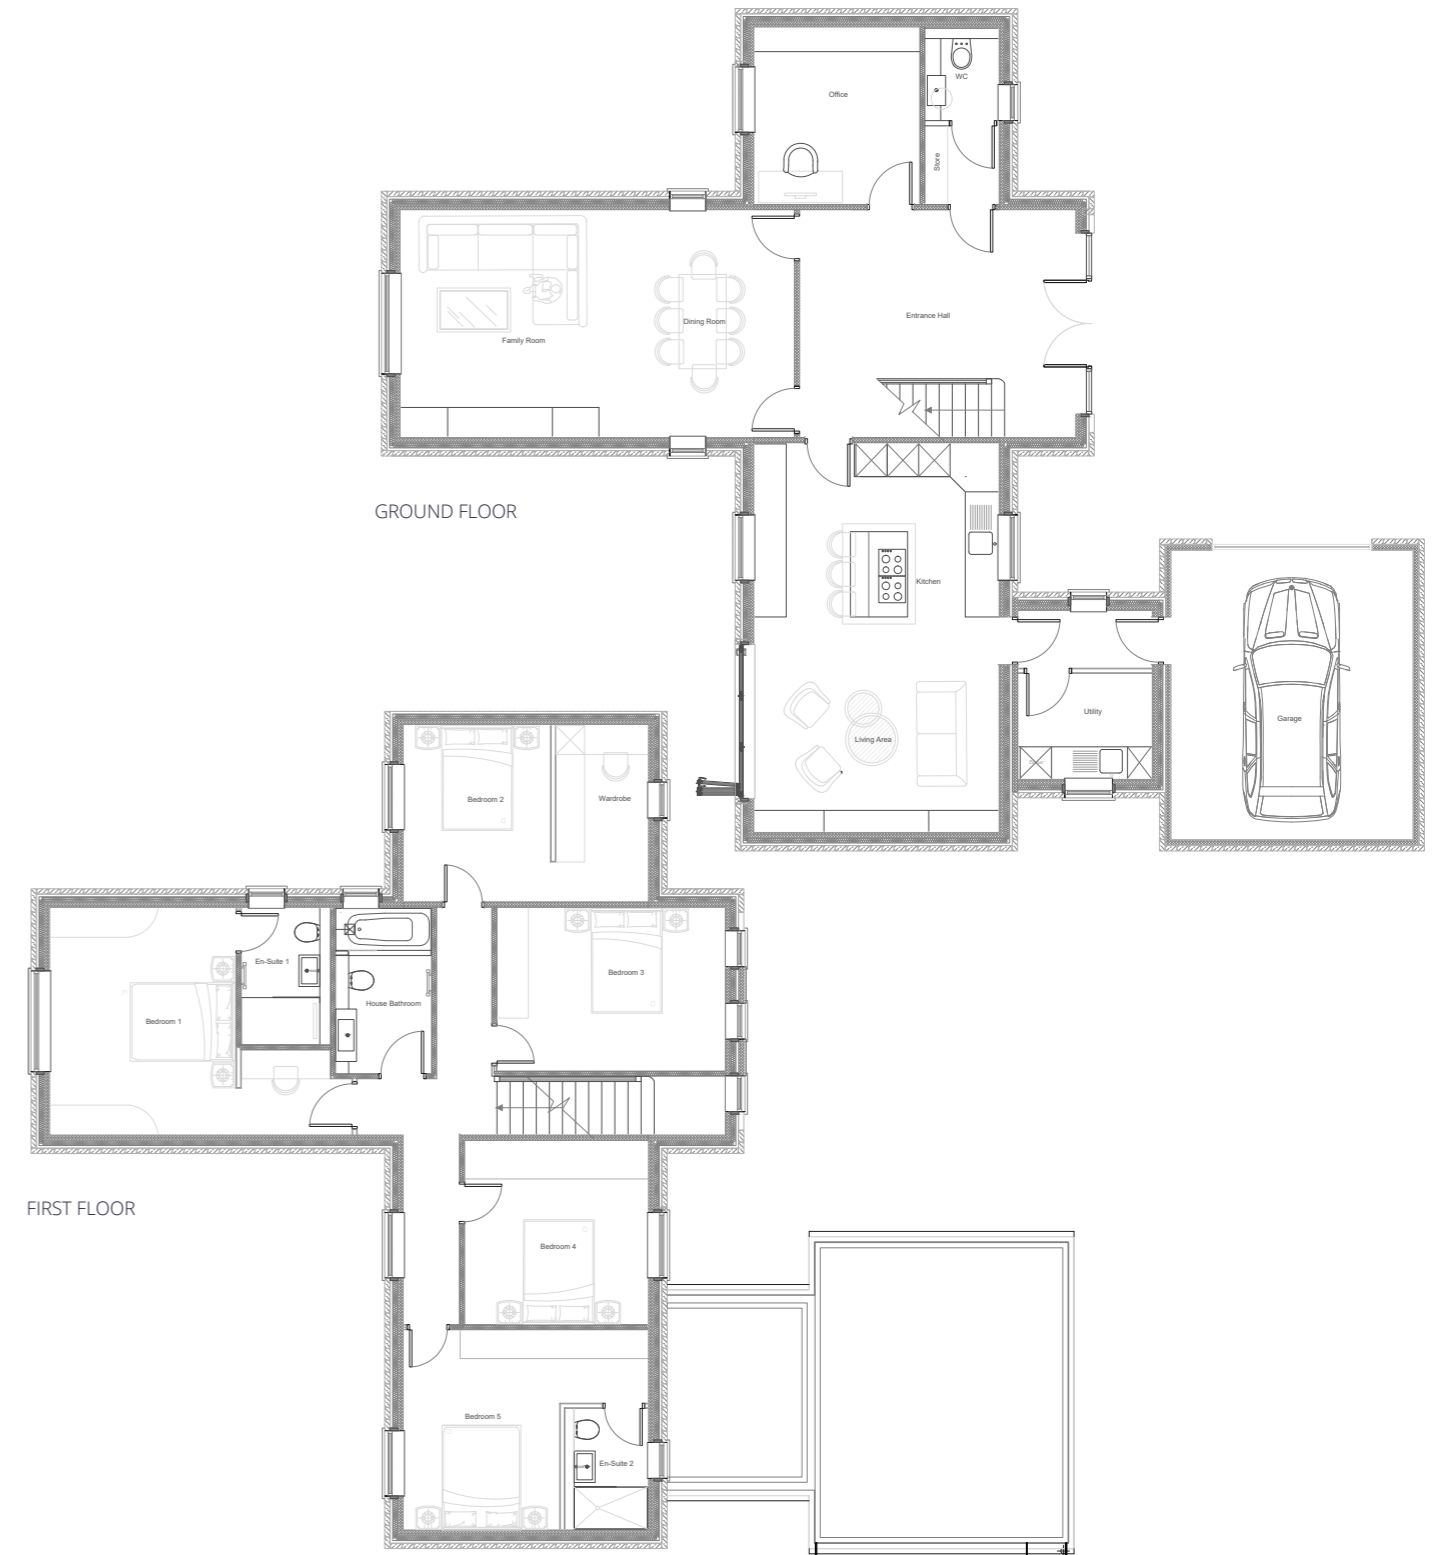 Office
WC
Store
Entrance Hall
Dining Room
Family Room
GROUND FLOOR
Kitchen
Living Area
Utility
Garage
Bedroom 2
Wardrobe
En-Suite 1
Bedroom 3
House Bathroom
Bedroom 1
FIRST FLOOR
Bedroom 4
Bedroom 5
En-Suite 2